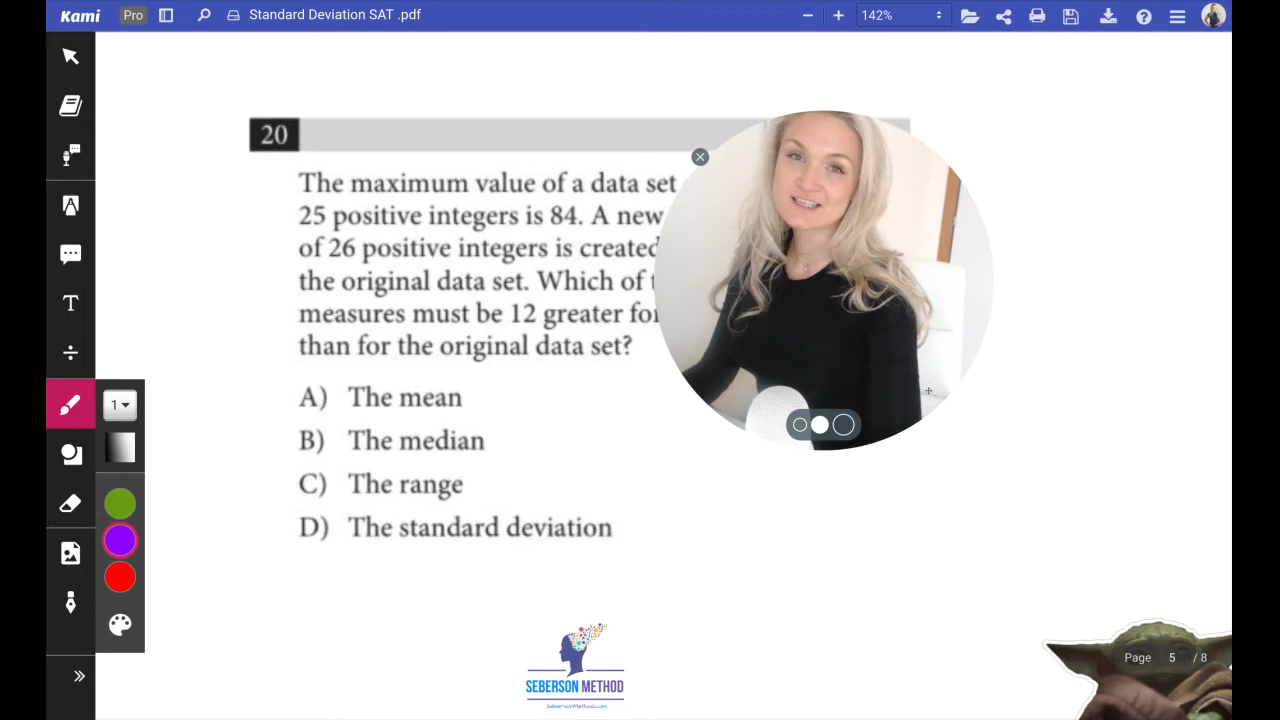 Kami Pro Standard Deviation SAT .pdf 142%
20
The maximum value of a data set
25 positive integers is 84. A new
of 26 positive integers is created
the original data set. Which of
measures must be 12 greater for
than for the original data set?
A) The mean
B) The median
C) The range
D) The standard deviation
1
T
SEBERSON METHOD
SebersonMethod.com
Page 5 / 8